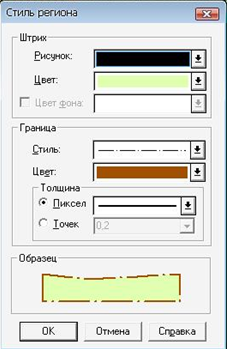 Стиль региона
Штрих
Рисунок:
Цвет:
Цвет фона:
Граница
Стиль:
Цвет:
Толщина
Пиксел
Точек
0,2
Образец
OK
Отмена
Справка